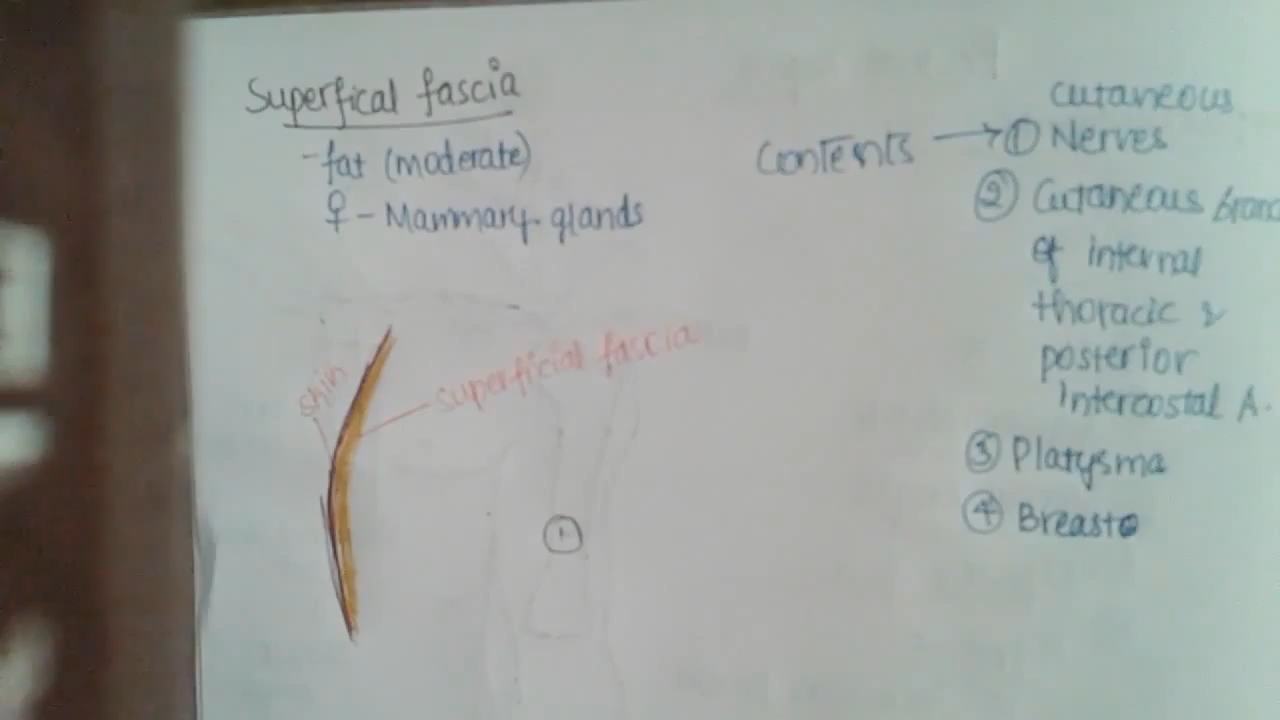 Superfical fascia
- fat (moderate)
♀ - Mammary glands
contents → ① cutaneous
Nerves
② Cutaneous branc
of internal
thoracic &
posterior
Intercostal A.
③ Platysma
④ Breast
skin
superficial fascia
1